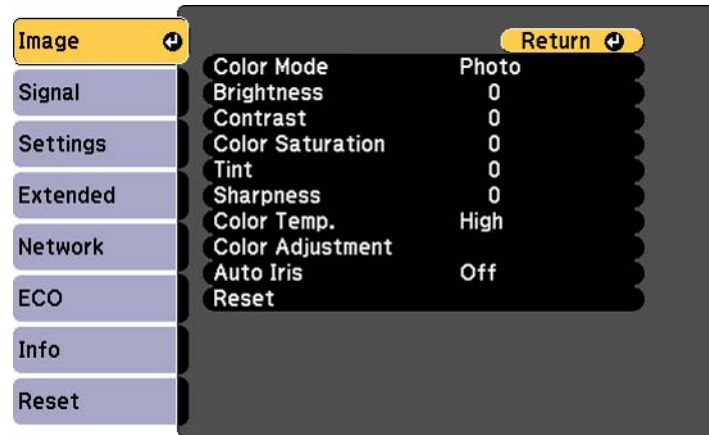 Image
Signal
Settings
Extended
Network
ECO
Info
Reset
Return
Color Mode Photo
Brightness 0
Contrast 0
Color Saturation 0
Tint 0
Sharpness 0
Color Temp. High
Color Adjustment
Auto Iris Off
Reset